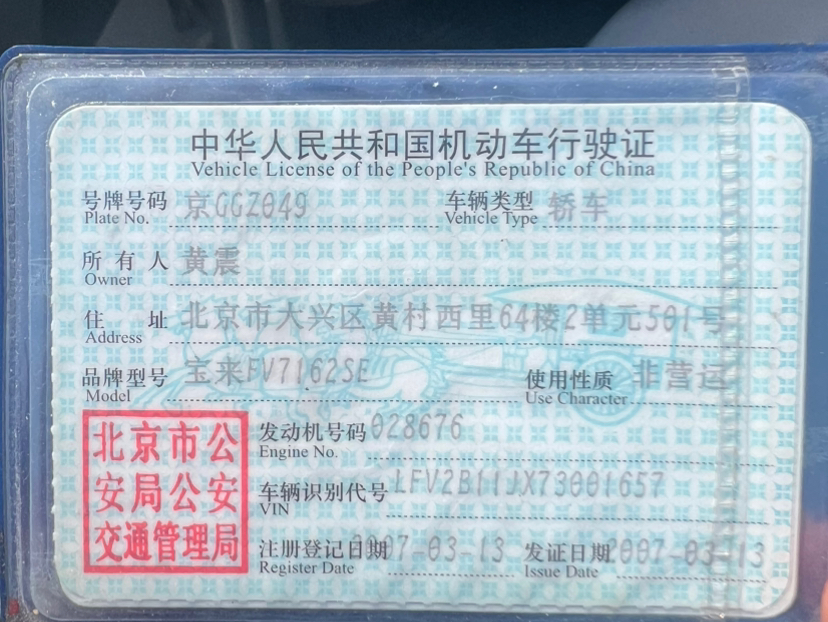 中华人民共和国机动车行驶证
Vehicle License of the People's Republic of China
号牌号码 京GGZ049 车辆类型 轿车
Plate No. Vehicle Type
所有人 黄震
Owner
住址 北京市大兴区黄村西里64楼2单元501号
Address
品牌型号 宝来FV7162SE 使用性质 非营运
Model Use Character
北京市公
安局公安
交通管理局
发动机号码 028676
Engine No.
车辆识别代号 LFV2B11JX73001657
VIN
注册登记日期 2007-03-13 发证日期 2007-03-13
Register Date Issue Date